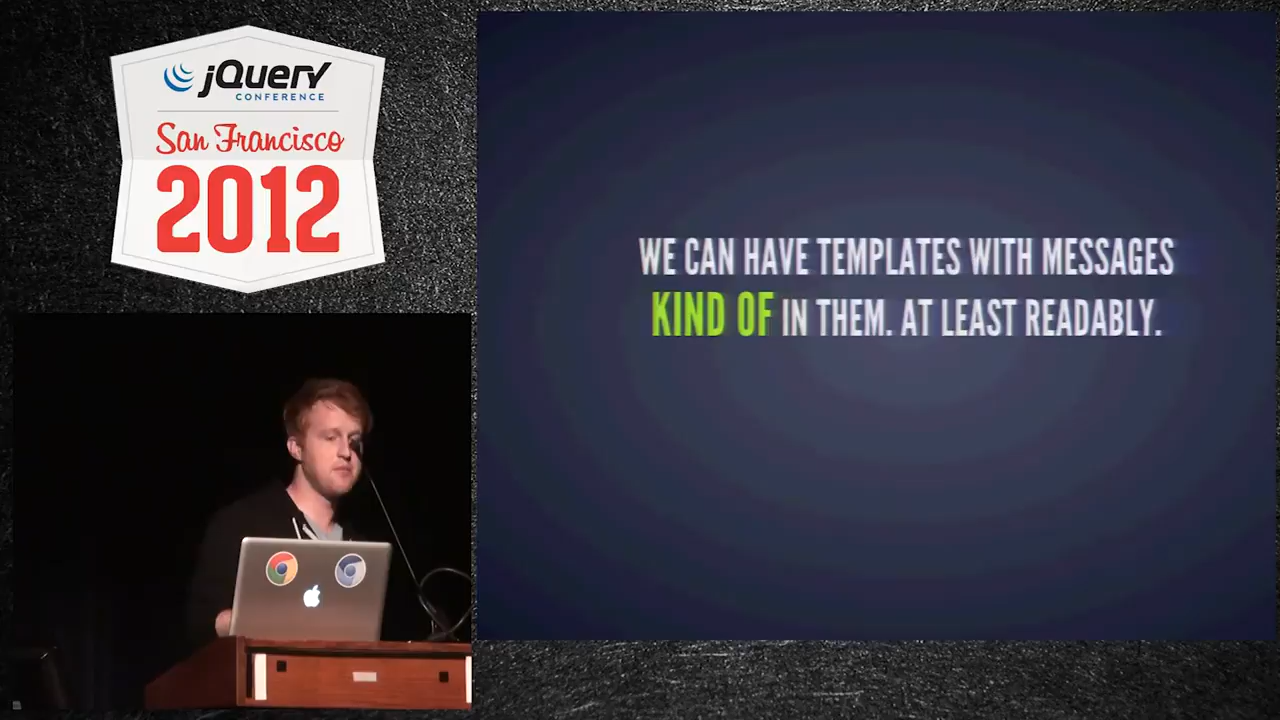 jQuery
CONFERENCE
San Francisco
2012
WE CAN HAVE TEMPLATES WITH MESSAGES
KIND OF IN THEM. AT LEAST READABLY.